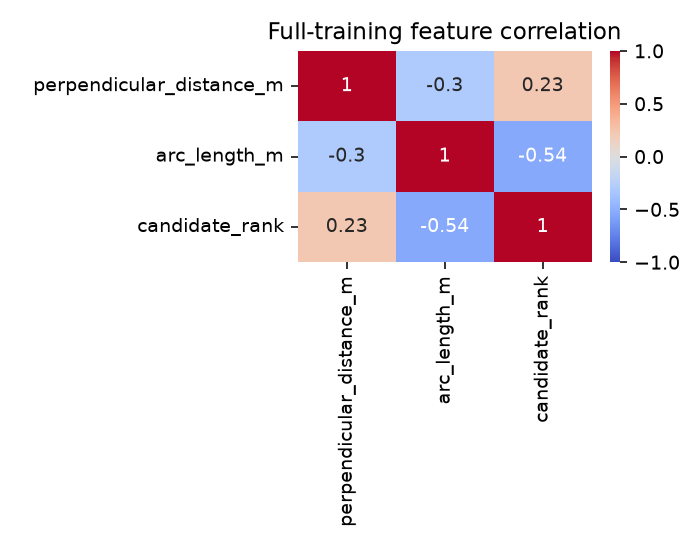 Full-training feature correlation
perpendicular_distance_m
1
-0.3
0.23
arc_length_m
-0.3
1
-0.54
candidate_rank
0.23
-0.54
1
perpendicular_distance_m
arc_length_m
candidate_rank
1.0
0.5
0.0
−0.5
−1.0